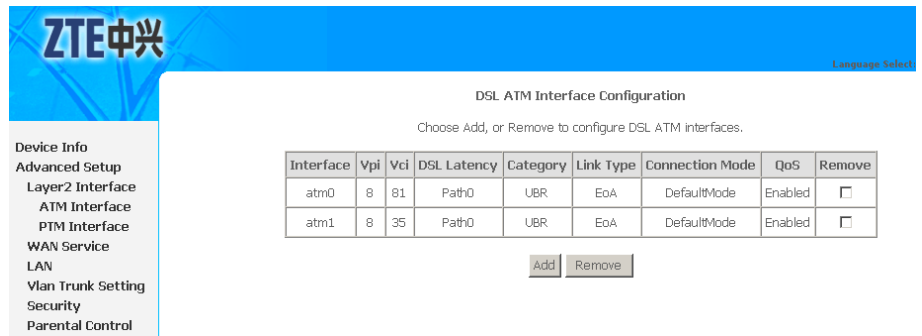 ZTE中兴
Language Select
DSL ATM Interface Configuration
Choose Add, or Remove to configure DSL ATM interfaces.
Device Info
Advanced Setup
Layer2 Interface
ATM Interface
PTM Interface
WAN Service
LAN
Vlan Trunk Setting
Security
Parental Control
Interface Vpi Vci DSL Latency Category Link Type Connection Mode QoS Remove
atm0 8 81 Path0 UBR EoA DefaultMode Enabled
atm1 8 35 Path0 UBR EoA DefaultMode Enabled
Add Remove